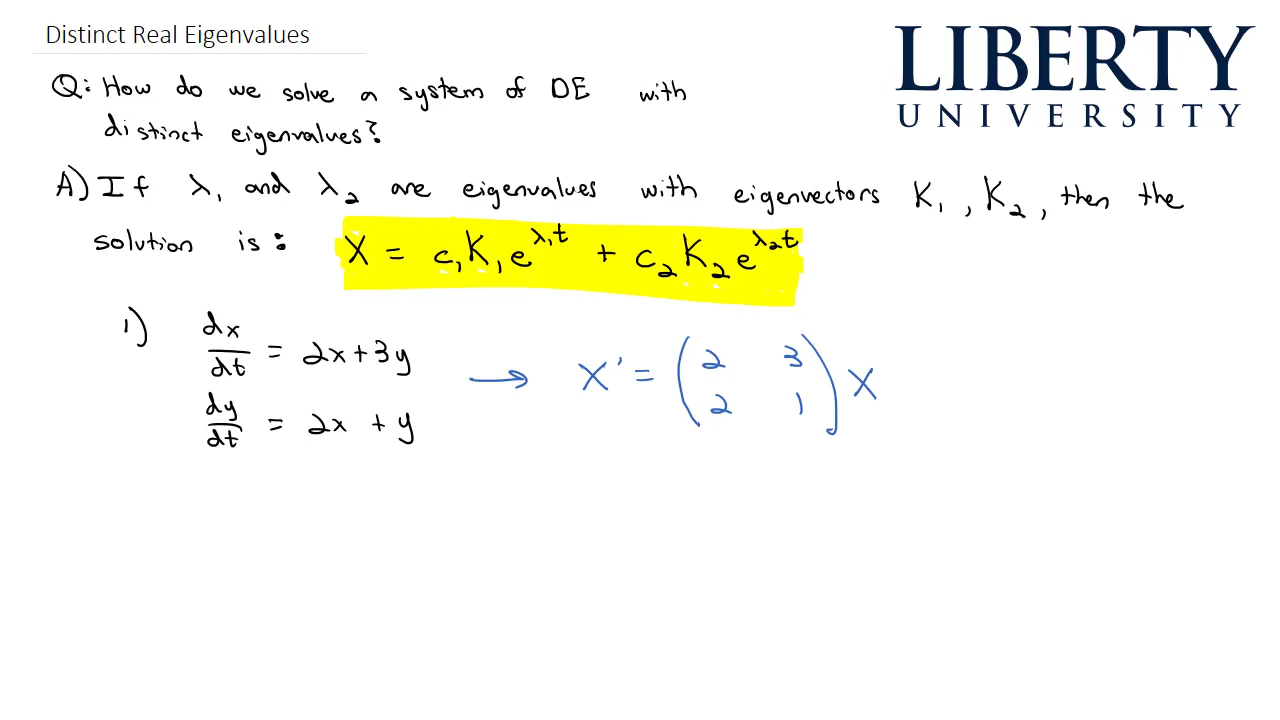 Distinct Real Eigenvalues
LIBERTY
UNIVERSITY
Q: How do we solve a system of DE with
distinct eigenvalues?
A) If λ₁ and λ₂ are eigenvalues with eigenvectors K₁, K₂, then the
solution is: X = c₁K₁e^(λ₁t) + c₂K₂e^(λ₂t)
1) dx/dt = 2x+3y → X' = (2 3
dy/dt = 2x + y 2 1) X